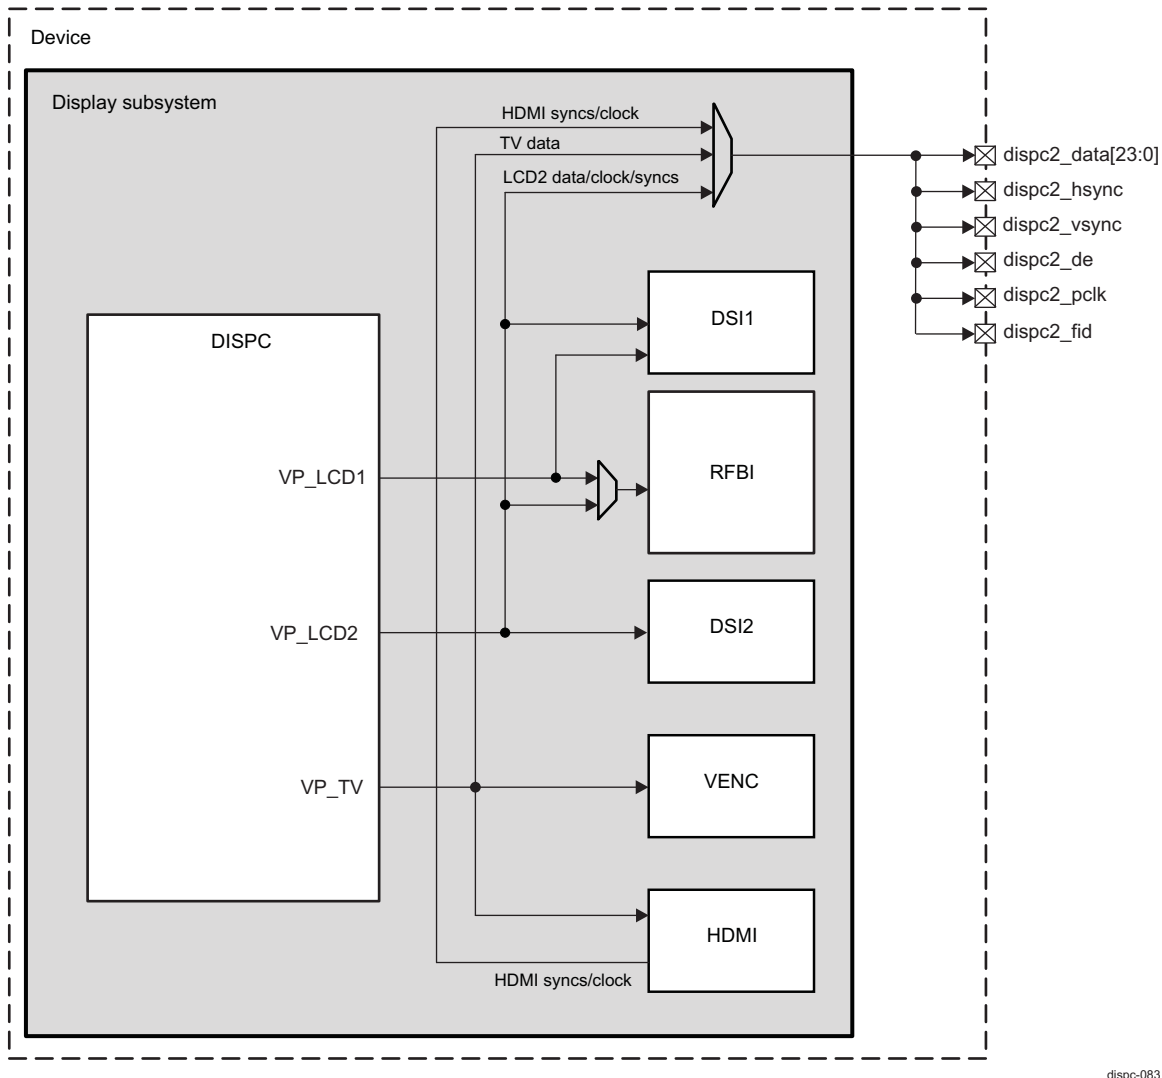 Device
Display subsystem
HDMI syncs/clock
TV data
LCD2 data/clock/syncs
dispc2_data[23:0]
dispc2_hsync
dispc2_vsync
dispc2_de
dispc2_pclk
dispc2_fid
DSI1
DISPC
VP_LCD1
RFBI
VP_LCD2
DSI2
VP_TV
VENC
HDMI
HDMI syncs/clock
dispc-083